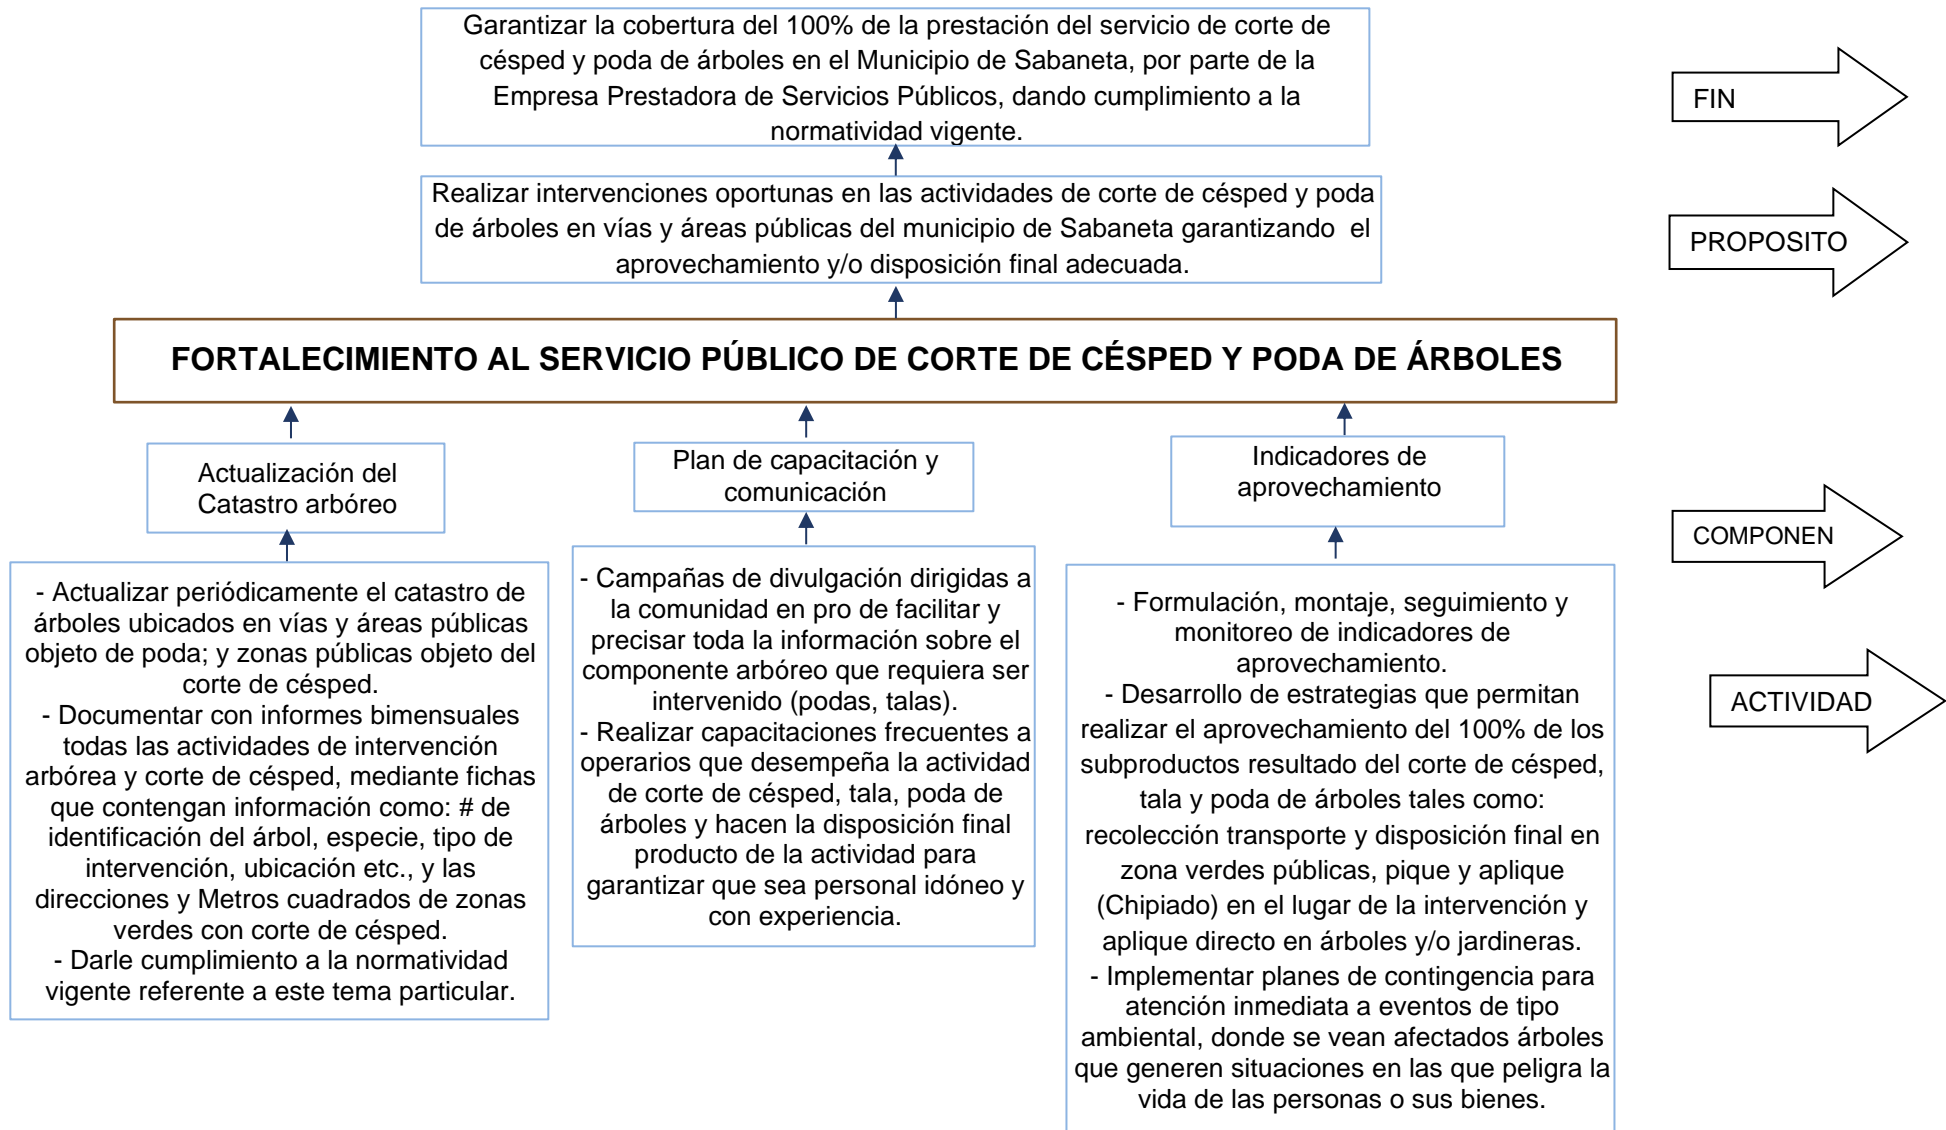 Garantizar la cobertura del 100% de la prestación del servicio de corte de
césped y poda de árboles en el Municipio de Sabaneta, por parte de la
Empresa Prestadora de Servicios Públicos, dando cumplimiento a la
normatividad vigente.
FIN
Realizar intervenciones oportunas en las actividades de corte de césped y poda
de árboles en vías y áreas públicas del municipio de Sabaneta garantizando el
aprovechamiento y/o disposición final adecuada.
PROPOSITO
FORTALECIMIENTO AL SERVICIO PÚBLICO DE CORTE DE CÉSPED Y PODA DE ÁRBOLES
Actualización del
Catastro arbóreo
Plan de capacitación y
comunicación
Indicadores de
aprovechamiento
COMPONEN
- Actualizar periódicamente el catastro de
árboles ubicados en vías y áreas públicas
objeto de poda; y zonas públicas objeto del
corte de césped.
- Documentar con informes bimensuales
todas las actividades de intervención
arbórea y corte de césped, mediante fichas
que contengan información como: # de
identificación del árbol, especie, tipo de
intervención, ubicación etc., y las
direcciones y Metros cuadrados de zonas
verdes con corte de césped.
- Darle cumplimiento a la normatividad
vigente referente a este tema particular.
- Campañas de divulgación dirigidas a
la comunidad en pro de facilitar y
precisar toda la información sobre el
componente arbóreo que requiera ser
intervenido (podas, talas).
- Realizar capacitaciones frecuentes a
operarios que desempeña la actividad
de corte de césped, tala, poda de
árboles y hacen la disposición final
producto de la actividad para
garantizar que sea personal idóneo y
con experiencia.
- Formulación, montaje, seguimiento y
monitoreo de indicadores de
aprovechamiento.
- Desarrollo de estrategias que permitan
realizar el aprovechamiento del 100% de los
subproductos resultado del corte de césped,
tala y poda de árboles tales como:
recolección transporte y disposición final en
zona verdes públicas, pique y aplique
(Chipiado) en el lugar de la intervención y
aplique directo en árboles y/o jardineras.
- Implementar planes de contingencia para
atención inmediata a eventos de tipo
ambiental, donde se vean afectados árboles
que generen situaciones en las que peligra la
vida de las personas o sus bienes.
ACTIVIDAD